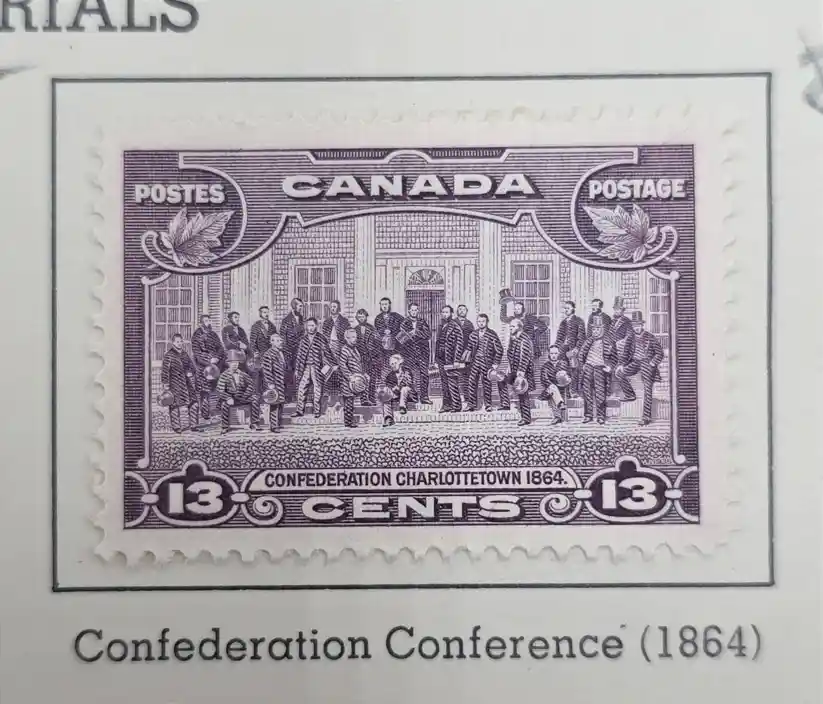 RIALS
POSTES CANADA POSTAGE
CONFEDERATION CHARLOTTETOWN 1864.
13 CENTS 13
Confederation Conference (1864)